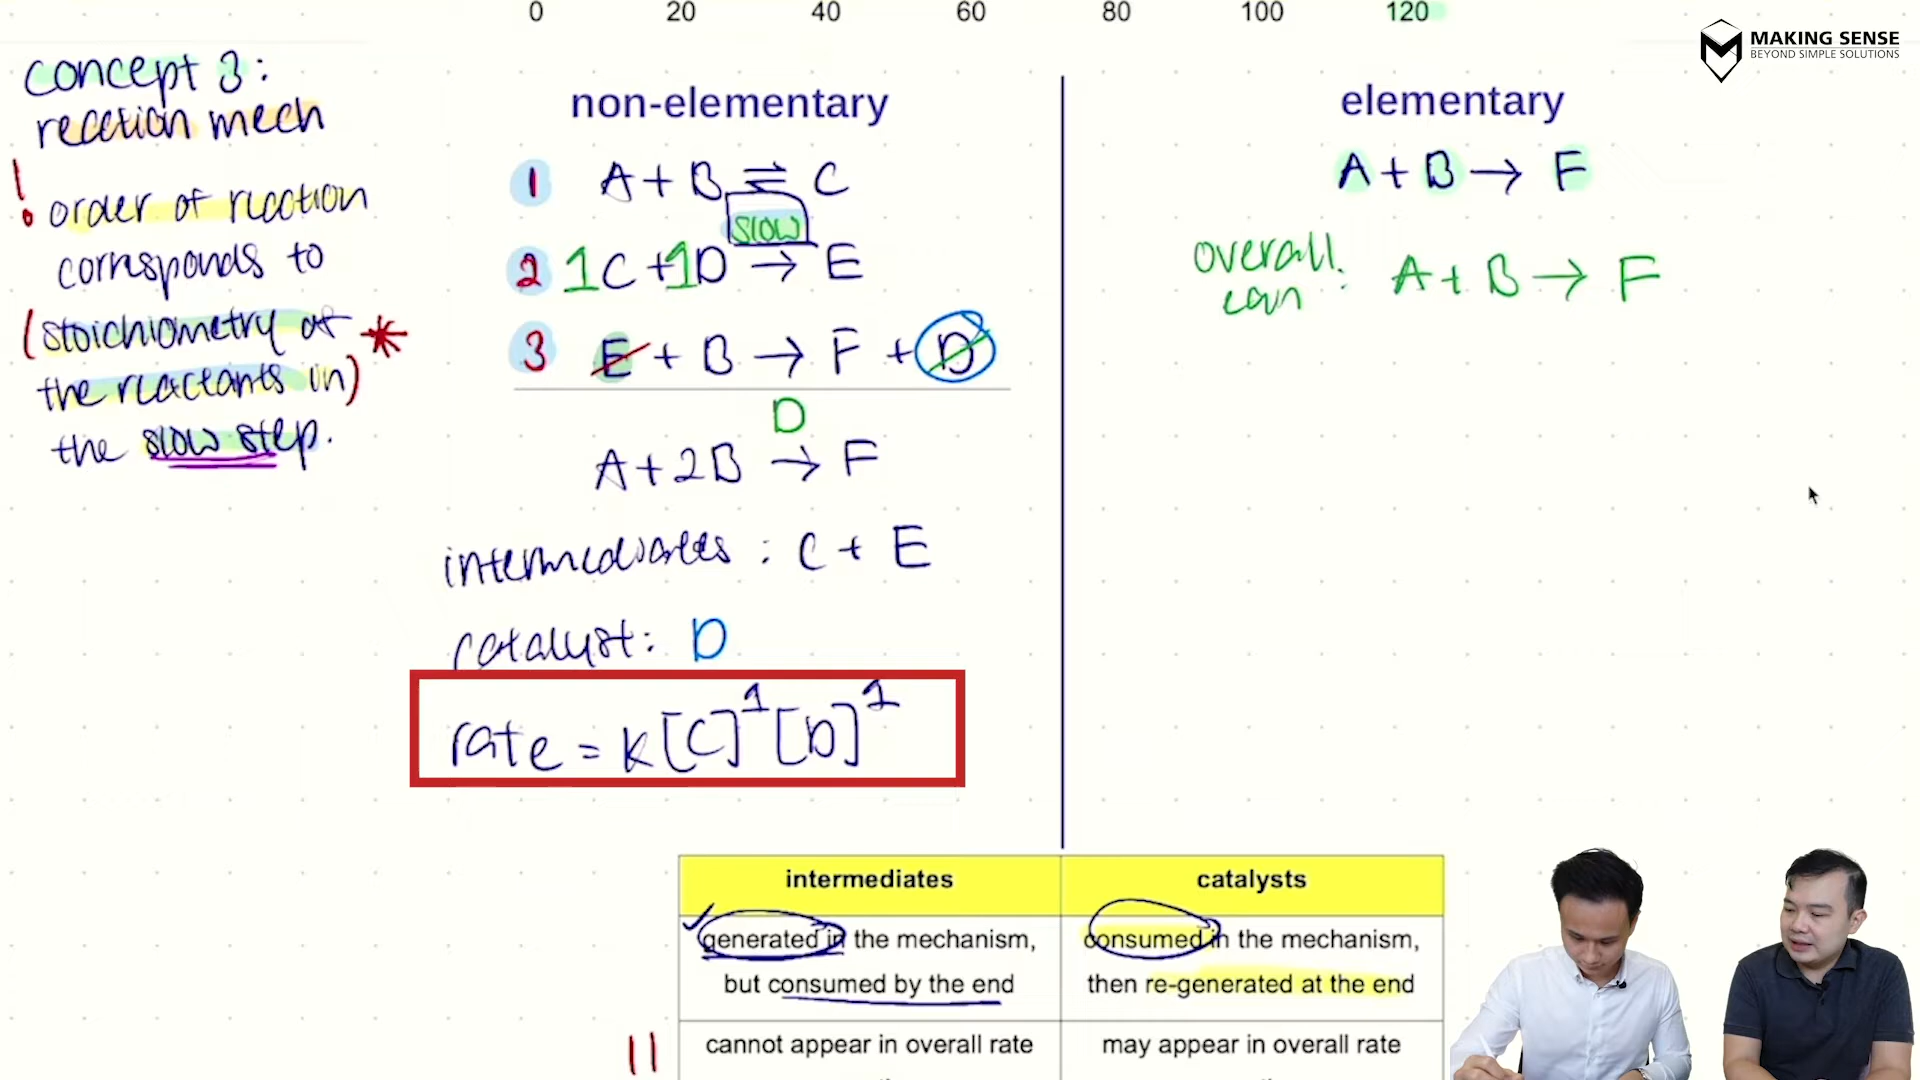 0 20 40 60 80 100 120
MAKING SENSE
BEYOND SIMPLE SOLUTIONS
concept 3:
reaction mech
! order of reaction
corresponds to
(stoichiometry of *
the reactants in)
the slow step.
non-elementary
1 A + B ⇌ C
slow
2 1C + 1D → E
3 E + B → F + D
D
A + 2B → F
intermediates : C + E
catalyst: D
rate = k[C]¹[D]¹
elementary
A + B → F
overall
eqn : A + B → F
intermediates
catalysts
generated in the mechanism,
but consumed by the end
consumed in the mechanism,
then re-generated at the end
cannot appear in overall rate
may appear in overall rate